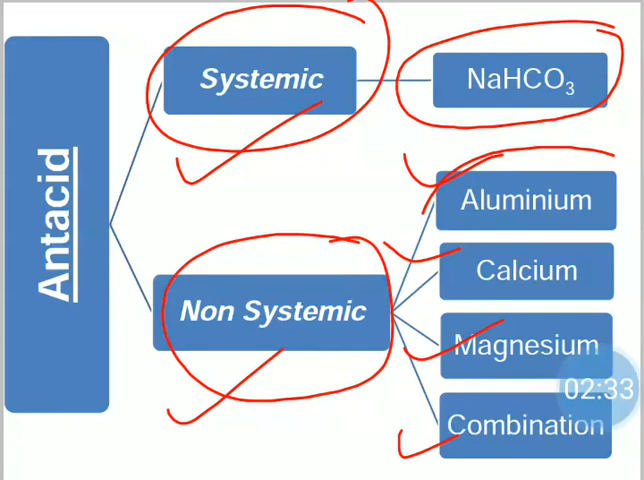 Antacid
Systemic
NaHCO₃
Non Systemic
Aluminium
Calcium
Magnesium
Combination
02:33